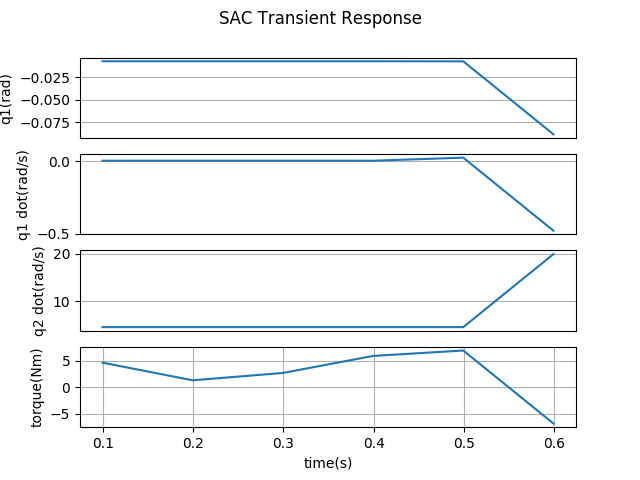 SAC Transient Response
q1(rad)
−0.025
−0.050
−0.075
q1 dot(rad/s)
0.0
−0.5
q2 dot(rad/s)
20
10
torque(Nm)
5
0
−5
0.1 0.2 0.3 0.4 0.5 0.6
time(s)